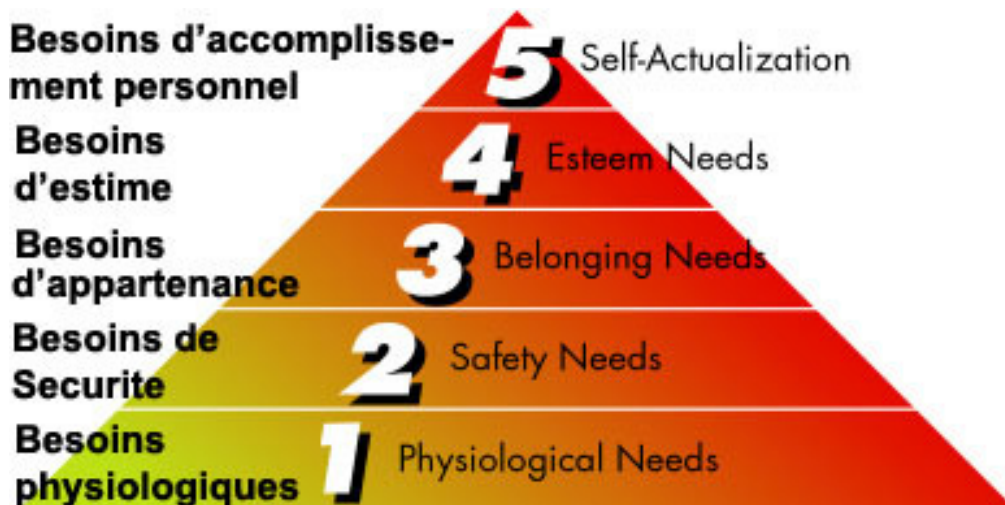 Besoins d'accomplisse-
ment personnel
5 Self-Actualization
Besoins
d'estime
4 Esteem Needs
Besoins
d'appartenance
3 Belonging Needs
Besoins de
Securite
2 Safety Needs
Besoins
physiologiques
1 Physiological Needs